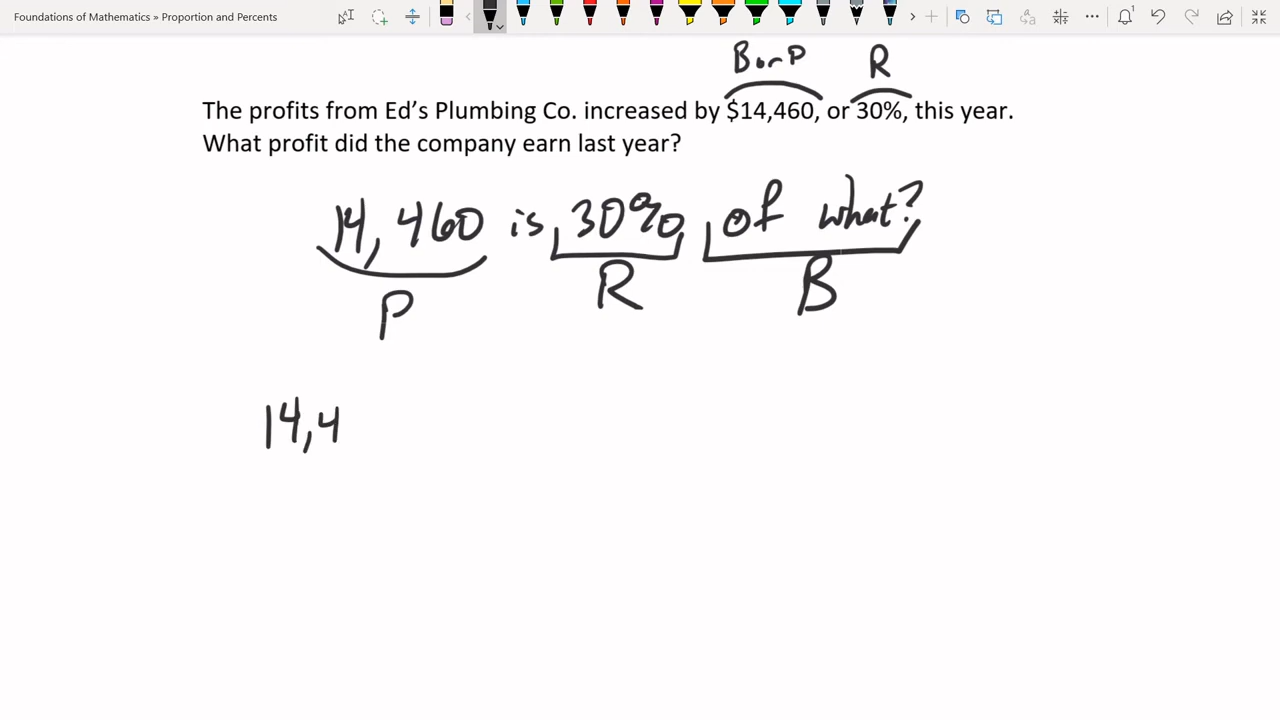 Foundations of Mathematics » Proportion and Percents
B or P R
The profits from Ed’s Plumbing Co. increased by $14,460, or 30%, this year.
What profit did the company earn last year?
14,460 is 30% of what?
P R B
14,4